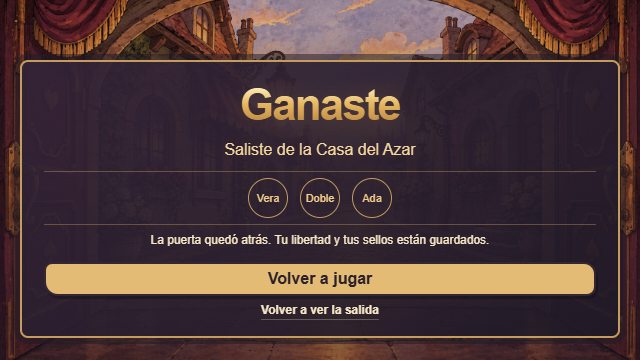 Ganaste
Saliste de la Casa del Azar
Vera Doble Ada
La puerta quedó atrás. Tu libertad y tus sellos están guardados.
Volver a jugar
Volver a ver la salida